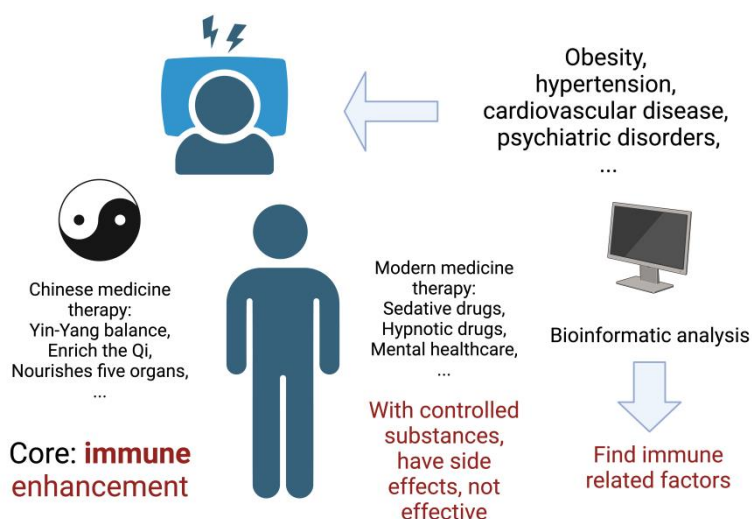 Obesity,
hypertension,
cardiovascular disease,
psychiatric disorders,
...
Chinese medicine
therapy:
Yin-Yang balance,
Enrich the Qi,
Nourishes five organs,
...
Core: immune
enhancement
Modern medicine
therapy:
Sedative drugs,
Hypnotic drugs,
Mental healthcare,
...
With controlled
substances,
have side
effects, not
effective
Bioinformatic analysis
Find immune
related factors